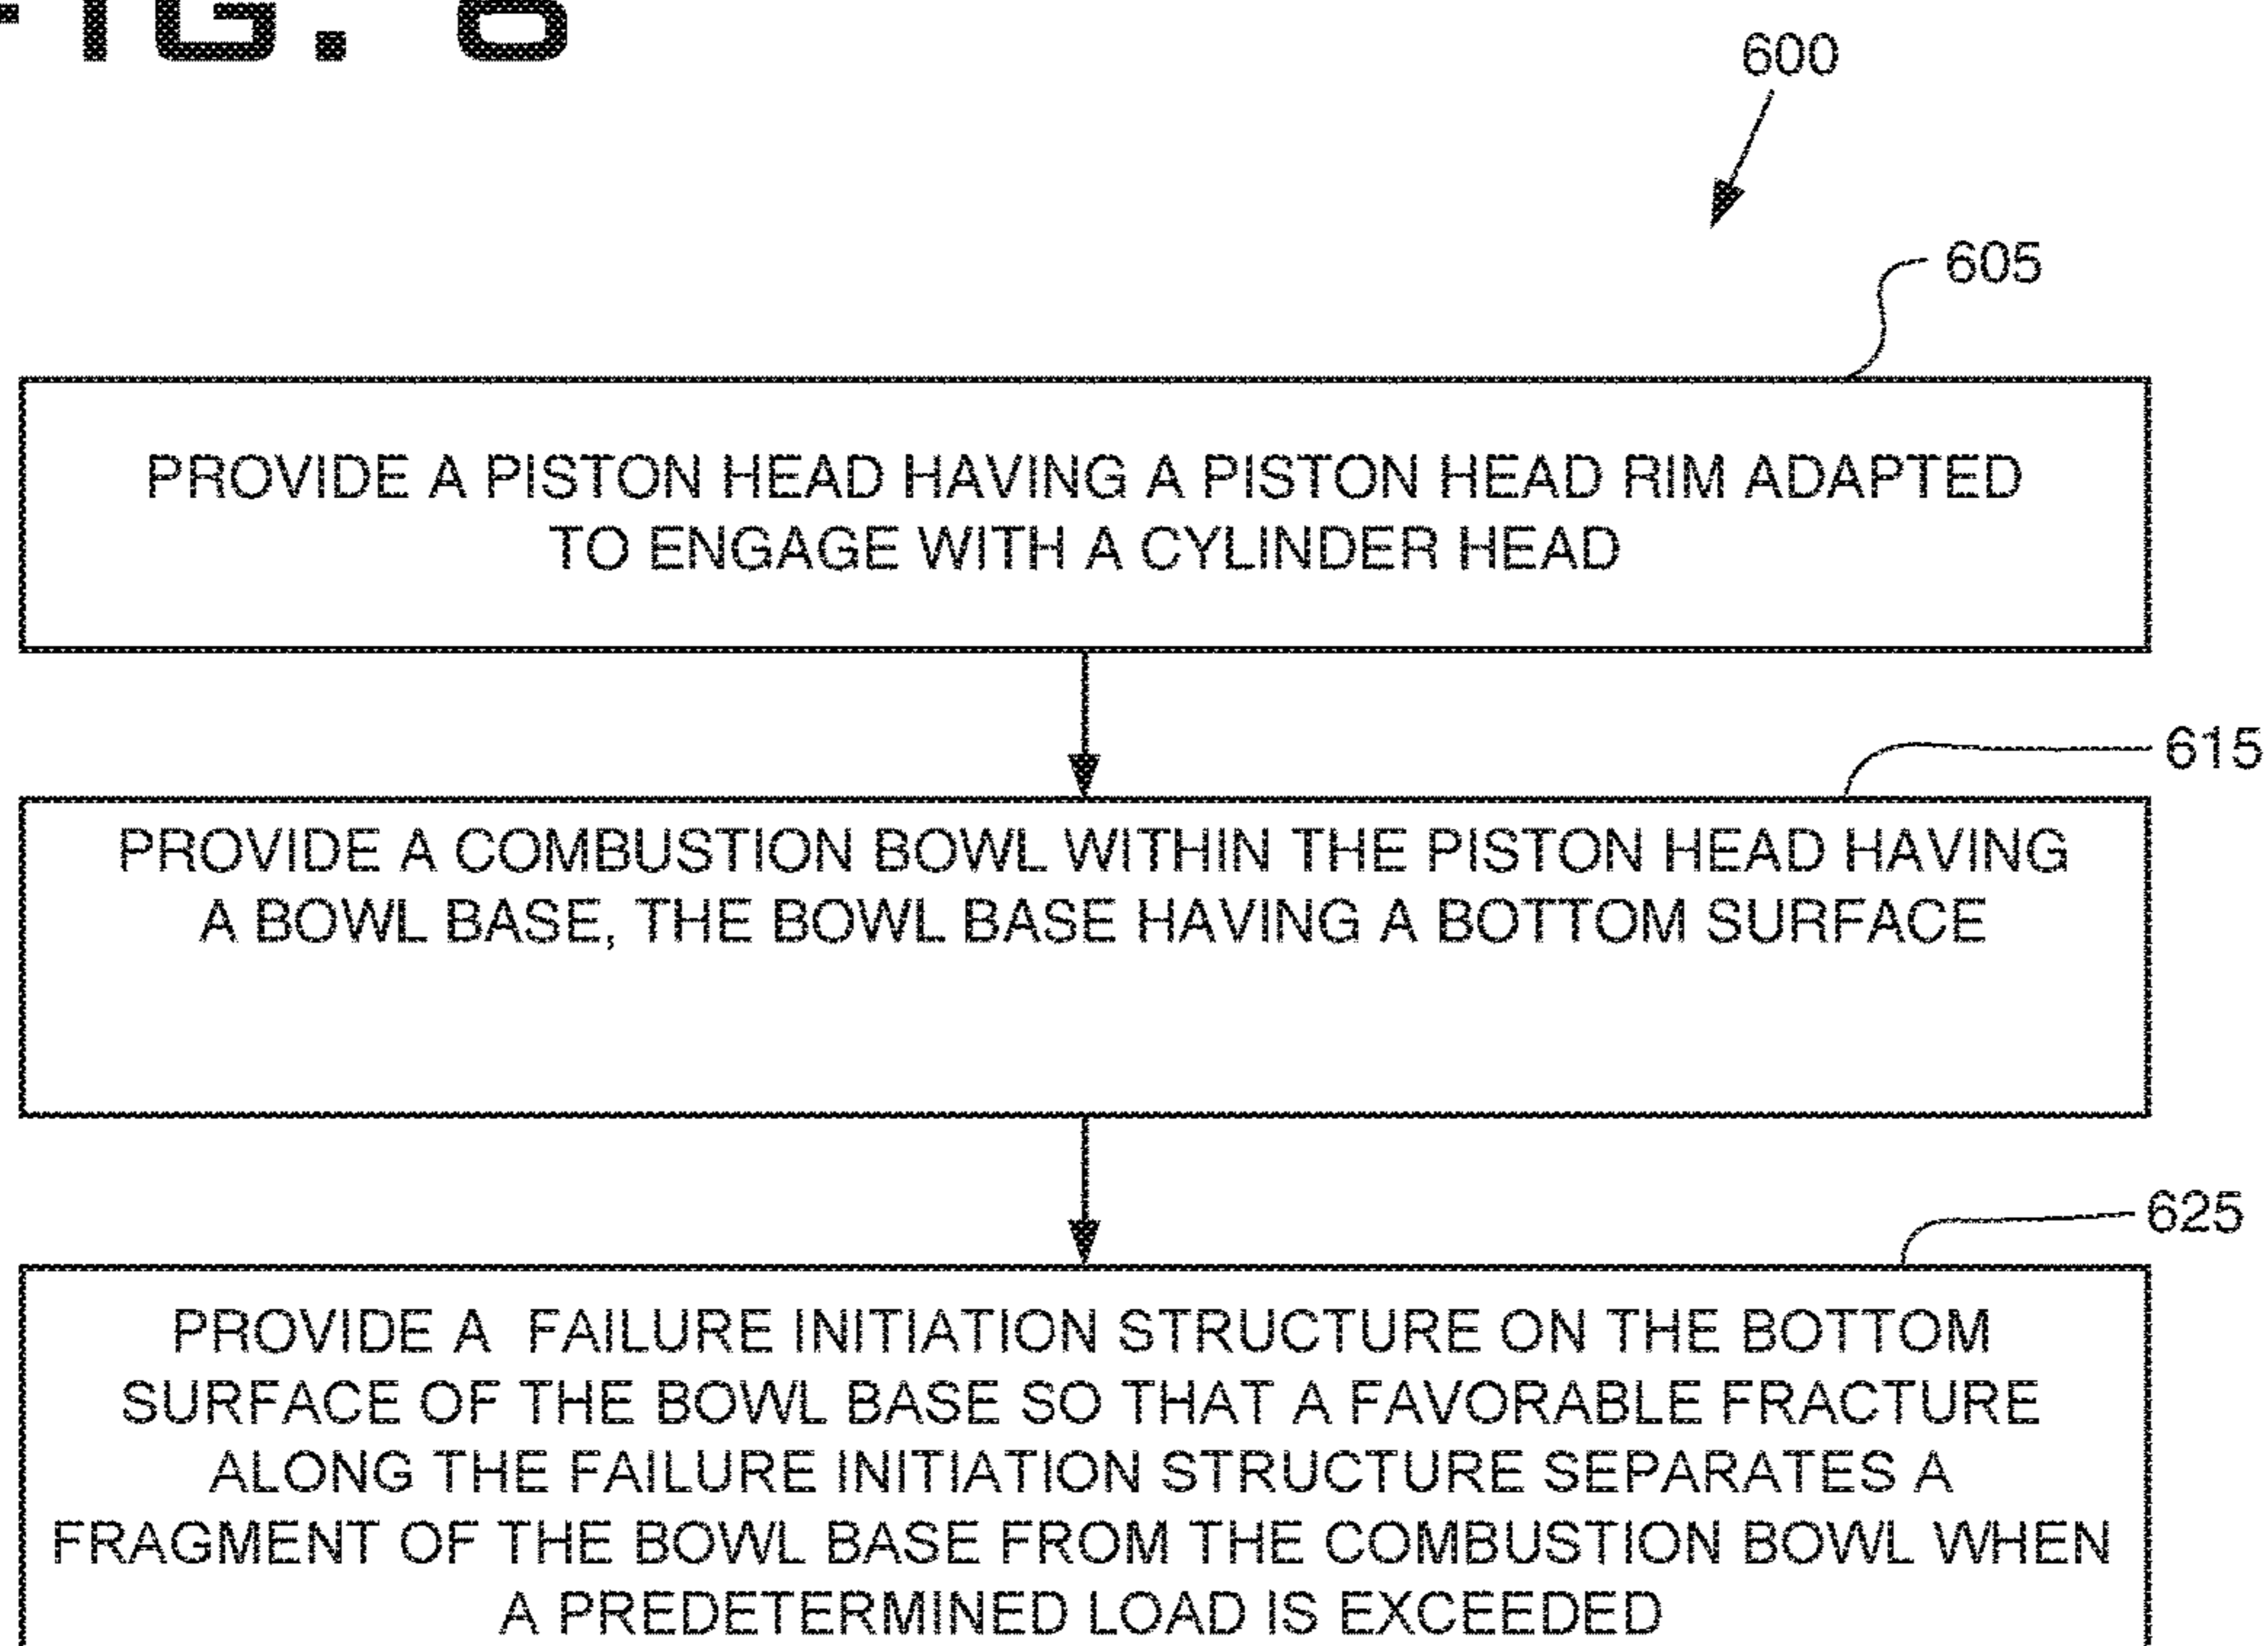 FIG.
600
605
PROVIDE A PISTON HEAD HAVING A PISTON HEAD RIM ADAPTED
TO ENGAGE WITH A CYLINDER HEAD
615
PROVIDE A COMBUSTION BOWL WITHIN THE PISTON HEAD HAVING
A BOWL BASE, THE BOWL BASE HAVING A BOTTOM SURFACE
625
PROVIDE A FAILURE INITIATION STRUCTURE ON THE BOTTOM
SURFACE OF THE BOWL BASE SO THAT A FAVORABLE FRACTURE
ALONG THE FAILURE INITIATION STRUCTURE SEPARATES A
FRAGMENT OF THE BOWL BASE FROM THE COMBUSTION BOWL WHEN
A PREDETERMINED LOAD IS EXCEEDED